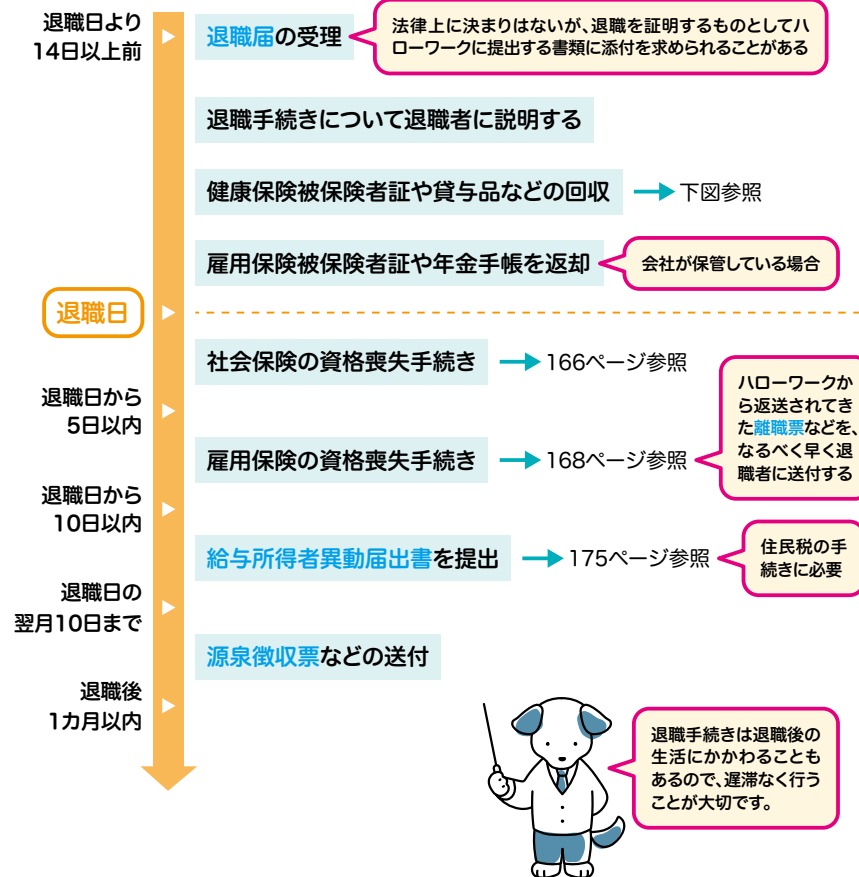 退職日より
14日以上前
退職届の受理
法律上に決まりはないが、退職を証明するものとしてハ
ローワークに提出する書類に添付を求められることがある
退職手続きについて退職者に説明する
健康保険被保険者証や貸与品などの回収
下図参照
雇用保険被保険者証や年金手帳を返却
会社が保管している場合
退職日
社会保険の資格喪失手続き
166ページ参照
退職日から
5日以内
雇用保険の資格喪失手続き
168ページ参照
ハローワークか
ら返送されてき
た離職票などを、
なるべく早く退
職者に送付する
退職日から
10日以内
給与所得者異動届出書を提出
175ページ参照
住民税の手
続きに必要
退職日の
翌月10日まで
源泉徴収票などの送付
退職後
1カ月以内
退職手続きは退職後の
生活にかかわることも
あるので、遅滞なく行う
ことが大切です。